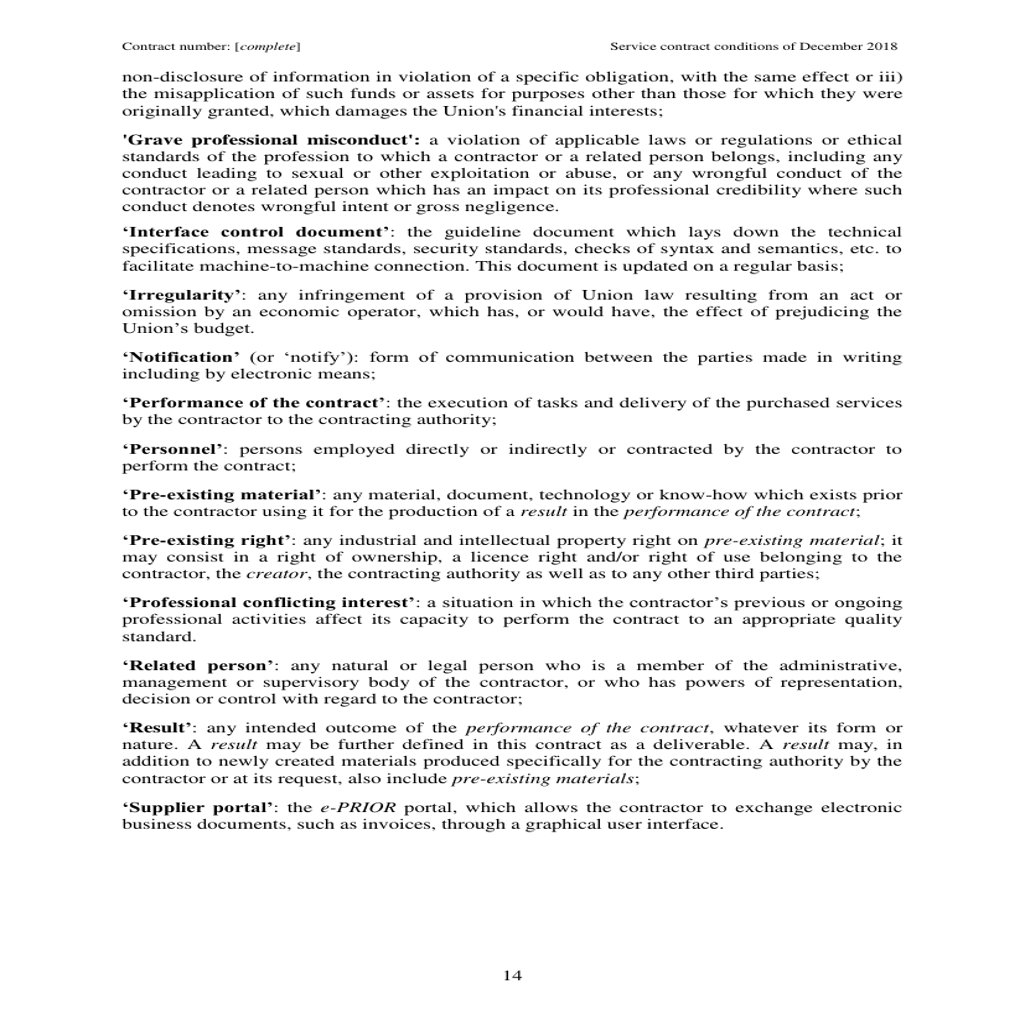 Contract number: [complete] Service contract conditions of December 2018
non-disclosure of information in violation of a specific obligation, with the same effect or iii)
the misapplication of such funds or assets for purposes other than those for which they were
originally granted, which damages the Union's financial interests;
'Grave professional misconduct': a violation of applicable laws or regulations or ethical
standards of the profession to which a contractor or a related person belongs, including any
conduct leading to sexual or other exploitation or abuse, or any wrongful conduct of the
contractor or a related person which has an impact on its professional credibility where such
conduct denotes wrongful intent or gross negligence.
‘Interface control document’: the guideline document which lays down the technical
specifications, message standards, security standards, checks of syntax and semantics, etc. to
facilitate machine-to-machine connection. This document is updated on a regular basis;
‘Irregularity’: any infringement of a provision of Union law resulting from an act or
omission by an economic operator, which has, or would have, the effect of prejudicing the
Union’s budget.
‘Notification’ (or ‘notify’): form of communication between the parties made in writing
including by electronic means;
‘Performance of the contract’: the execution of tasks and delivery of the purchased services
by the contractor to the contracting authority;
‘Personnel’: persons employed directly or indirectly or contracted by the contractor to
perform the contract;
‘Pre-existing material’: any material, document, technology or know-how which exists prior
to the contractor using it for the production of a result in the performance of the contract;
‘Pre-existing right’: any industrial and intellectual property right on pre-existing material; it
may consist in a right of ownership, a licence right and/or right of use belonging to the
contractor, the creator, the contracting authority as well as to any other third parties;
‘Professional conflicting interest’: a situation in which the contractor’s previous or ongoing
professional activities affect its capacity to perform the contract to an appropriate quality
standard.
‘Related person’: any natural or legal person who is a member of the administrative,
management or supervisory body of the contractor, or who has powers of representation,
decision or control with regard to the contractor;
‘Result’: any intended outcome of the performance of the contract, whatever its form or
nature. A result may be further defined in this contract as a deliverable. A result may, in
addition to newly created materials produced specifically for the contracting authority by the
contractor or at its request, also include pre-existing materials;
‘Supplier portal’: the e-PRIOR portal, which allows the contractor to exchange electronic
business documents, such as invoices, through a graphical user interface.
14